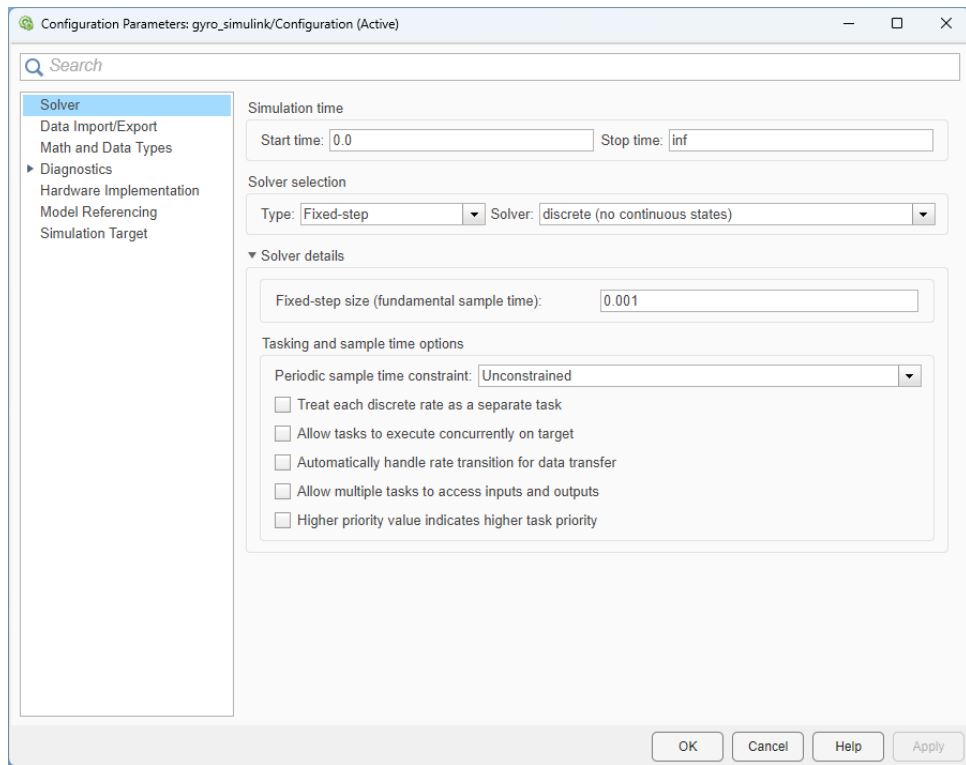 Configuration Parameters: gyro_simulink/Configuration (Active)
Search
Solver
Data Import/Export
Math and Data Types
Diagnostics
Hardware Implementation
Model Referencing
Simulation Target
Simulation time
Start time: 0.0 Stop time: inf
Solver selection
Type: Fixed-step Solver: discrete (no continuous states)
Solver details
Fixed-step size (fundamental sample time): 0.001
Tasking and sample time options
Periodic sample time constraint: Unconstrained
Treat each discrete rate as a separate task
Allow tasks to execute concurrently on target
Automatically handle rate transition for data transfer
Allow multiple tasks to access inputs and outputs
Higher priority value indicates higher task priority
OK Cancel Help Apply